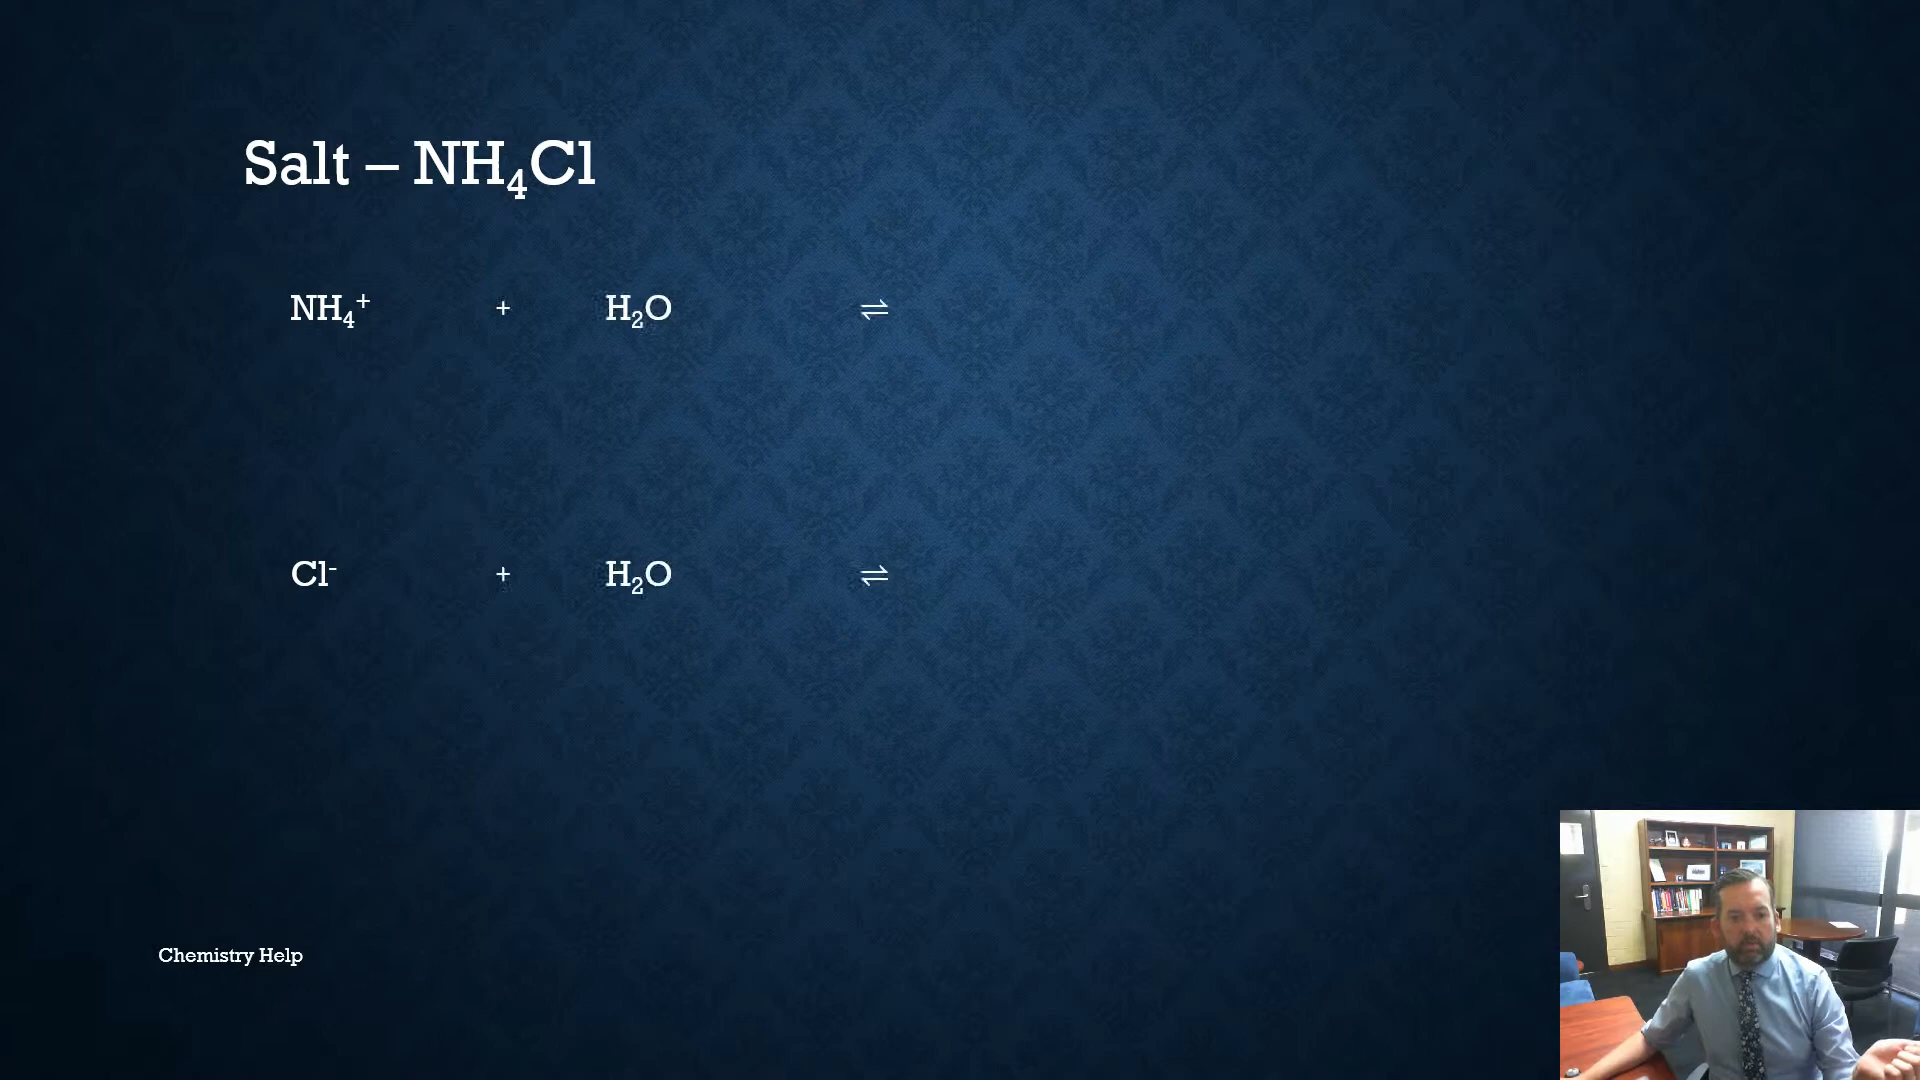 Salt – NH₄Cl
NH₄⁺ + H₂O ⇌
Cl⁻ + H₂O ⇌
Chemistry Help